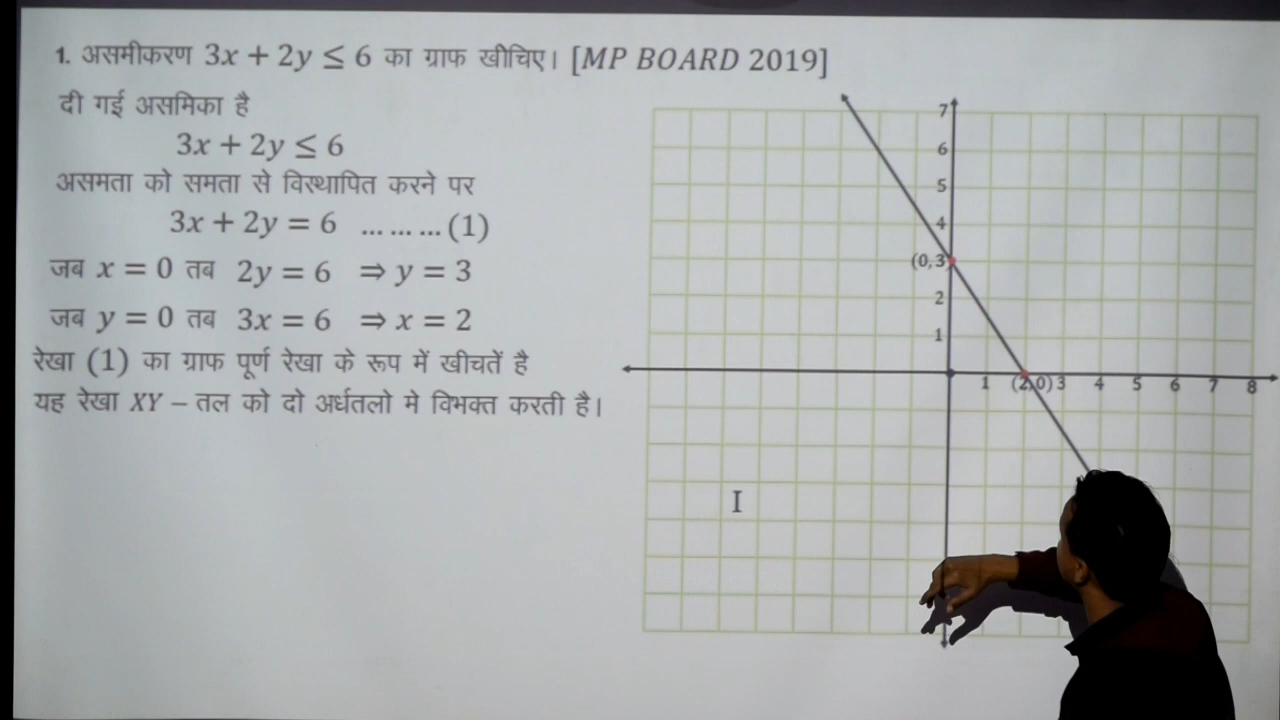 1. असमीकरण 3x + 2y ≤ 6 का ग्राफ खीचिए। [MP BOARD 2019]
दी गई असमिका है
3x + 2y ≤ 6
असमता को समता से विस्थापित करने पर
3x + 2y = 6 ... ... ... (1)
जब x = 0 तब 2y = 6 ⇒ y = 3
जब y = 0 तब 3x = 6 ⇒ x = 2
रेखा (1) का ग्राफ पूर्ण रेखा के रूप में खीचतें है
यह रेखा XY – तल को दो अर्धतलो मे विभक्त करती है।
7
6
5
4
(0,3
2
1
1 (2,0) 3 4 5 6 7 8